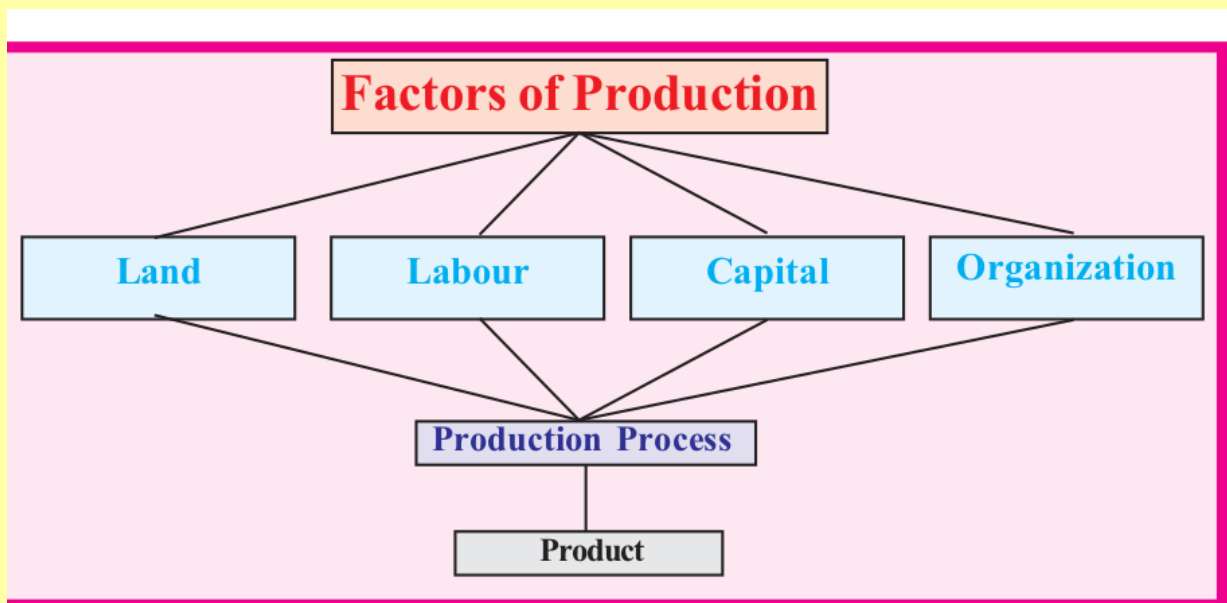 Factors of Production
Land
Labour
Capital
Organization
Production Process
Product